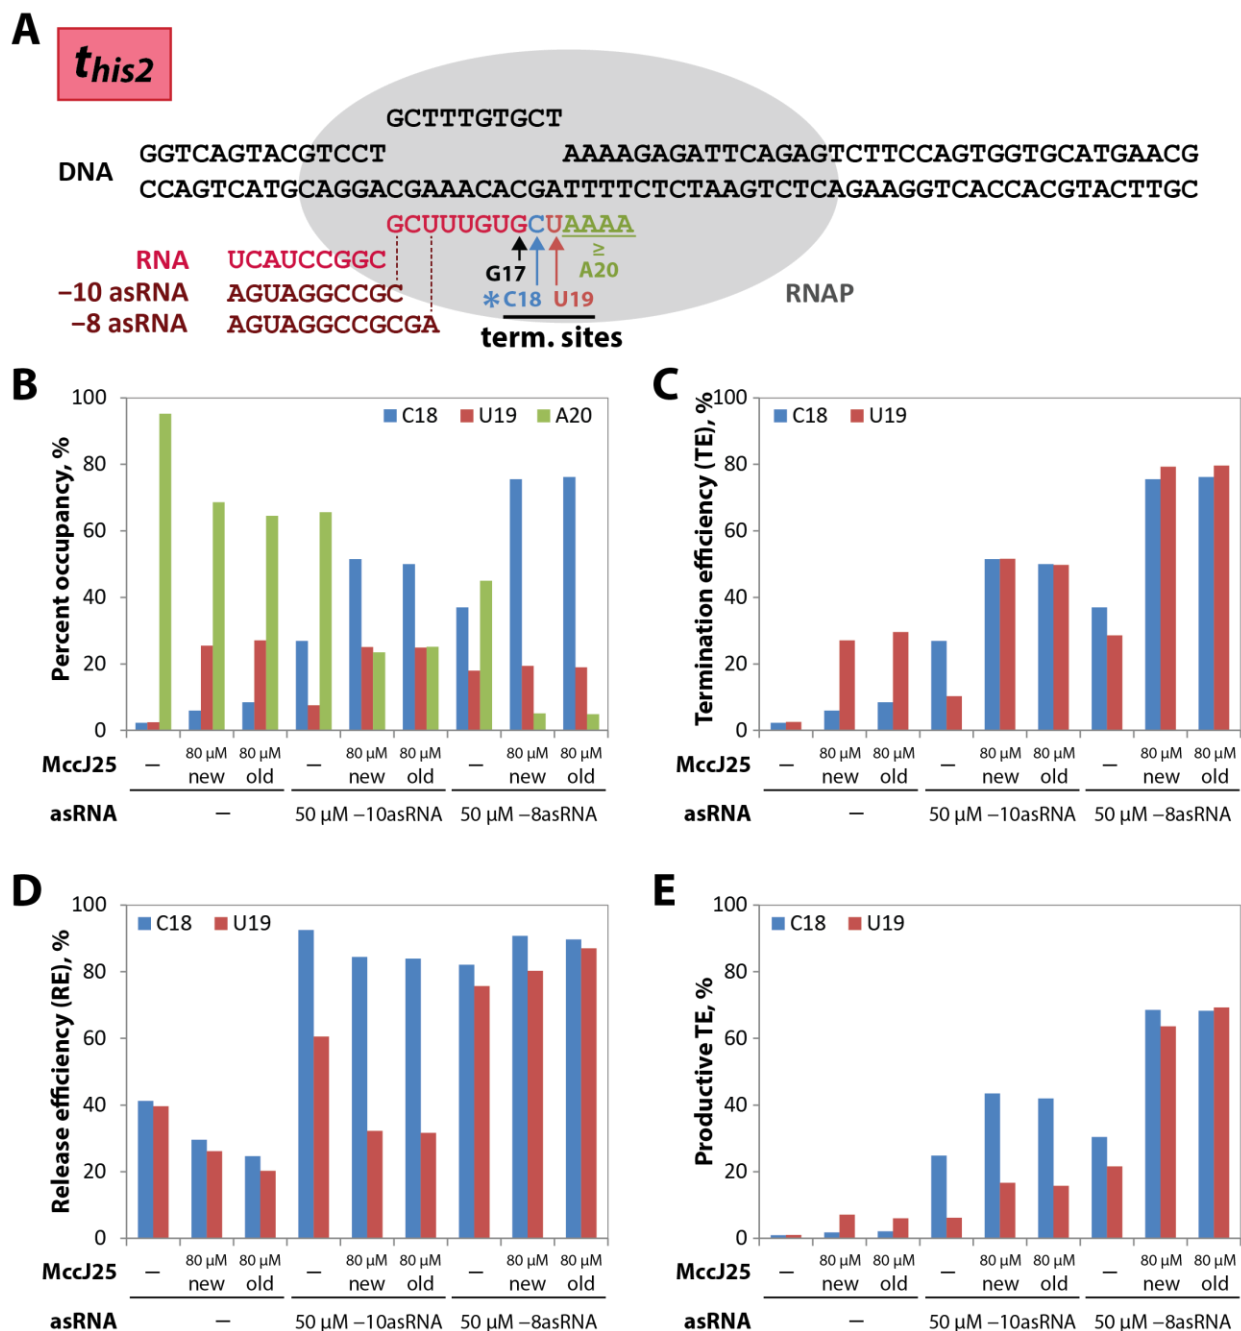 A
this2
GCTTTGTGCT
GGTCAGTACGTCCT AAAAGAGATTCAGAGTCTTCCAGTGGTGCATGAACG
DNA
CCAGTCATGCAGGACGAAACACGATTTTCTCTAAGTCTCAGAAGGTCACCACGTACTTGC
GCUUUGUGCUAAAA
RNA UCAUCCGGC
G17
≥
A20
−10 asRNA AGUAGGCCGC
*C18 U19
RNAP
−8 asRNA AGUAGGCCGCGA
term. sites
B
Percent occupancy, %
100
80
60
40
20
0
C18 U19 A20
MccJ25 – 80 µM new 80 µM old – 80 µM new 80 µM old – 80 µM new 80 µM old
asRNA – 50 µM −10asRNA 50 µM −8asRNA
C
Termination efficiency (TE), %
100
80
60
40
20
0
C18 U19
MccJ25 – 80 µM new 80 µM old – 80 µM new 80 µM old – 80 µM new 80 µM old
asRNA – 50 µM −10asRNA 50 µM −8asRNA
D
Release efficiency (RE), %
100
80
60
40
20
0
C18 U19
MccJ25 – 80 µM new 80 µM old – 80 µM new 80 µM old – 80 µM new 80 µM old
asRNA – 50 µM −10asRNA 50 µM −8asRNA
E
Productive TE, %
100
80
60
40
20
0
C18 U19
MccJ25 – 80 µM new 80 µM old – 80 µM new 80 µM old – 80 µM new 80 µM old
asRNA – 50 µM −10asRNA 50 µM −8asRNA